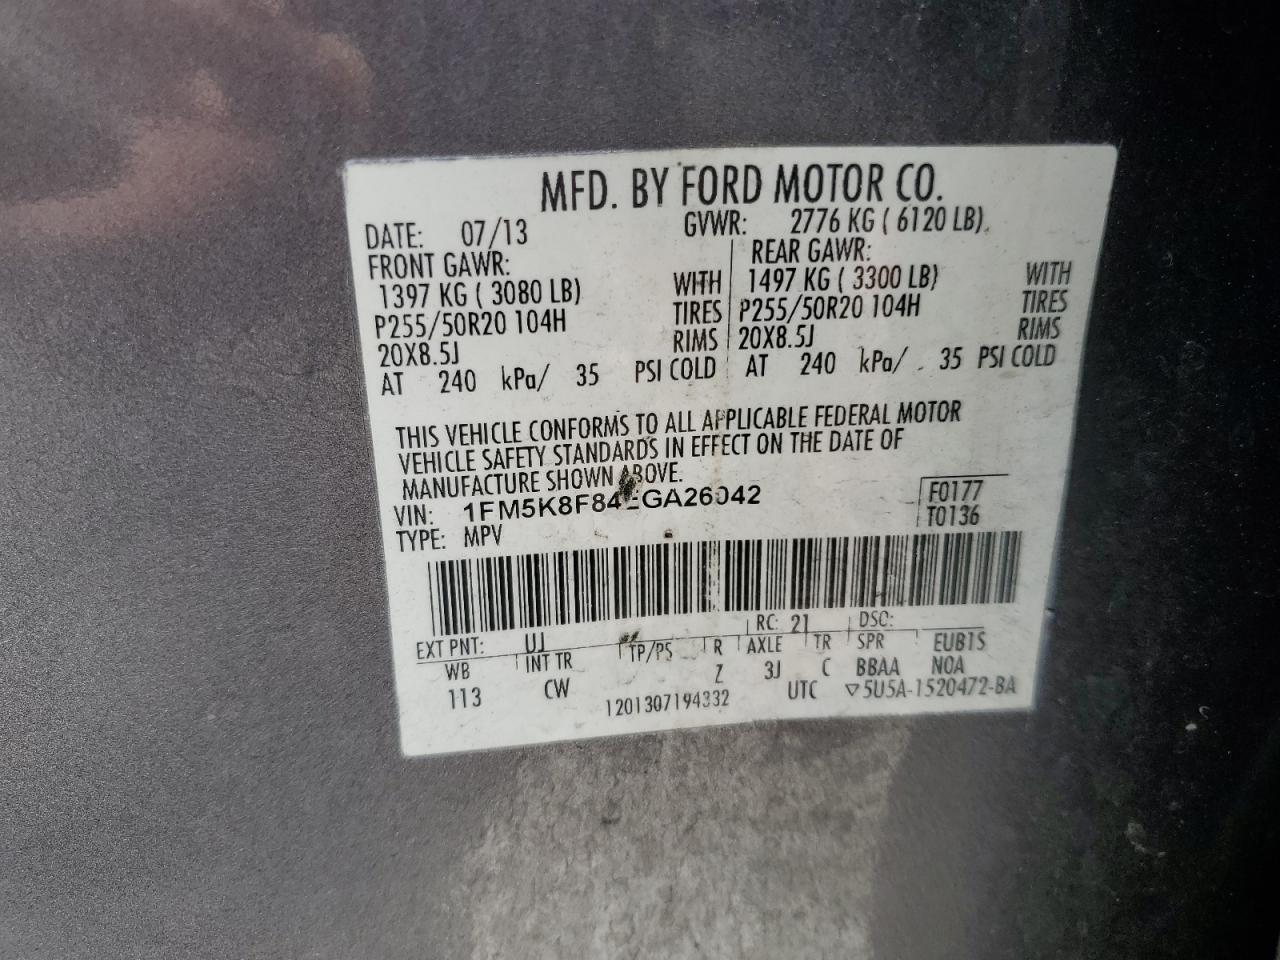 MFD. BY FORD MOTOR CO.
DATE: 07/13 GVWR: 2776 KG ( 6120 LB)
FRONT GAWR: REAR GAWR:
1397 KG ( 3080 LB) WITH 1497 KG ( 3300 LB) WITH
P255/50R20 104H TIRES P255/50R20 104H TIRES
20X8.5J RIMS 20X8.5J RIMS
AT 240 kPa/ 35 PSI COLD AT 240 kPa/ 35 PSI COLD
THIS VEHICLE CONFORMS TO ALL APPLICABLE FEDERAL MOTOR
VEHICLE SAFETY STANDARDS IN EFFECT ON THE DATE OF
MANUFACTURE SHOWN ABOVE.
VIN: 1FM5K8F84EGA26042 F0177
TYPE: MPV T0136
RC: 21 DSO:
EXT PNT: UJ
WB INT TR TP/PS R AXLE TR SPR EUB1S
113 CW Z 3J C BBAA NOA
1201307194332 UTC ▽5U5A-1520472-BA